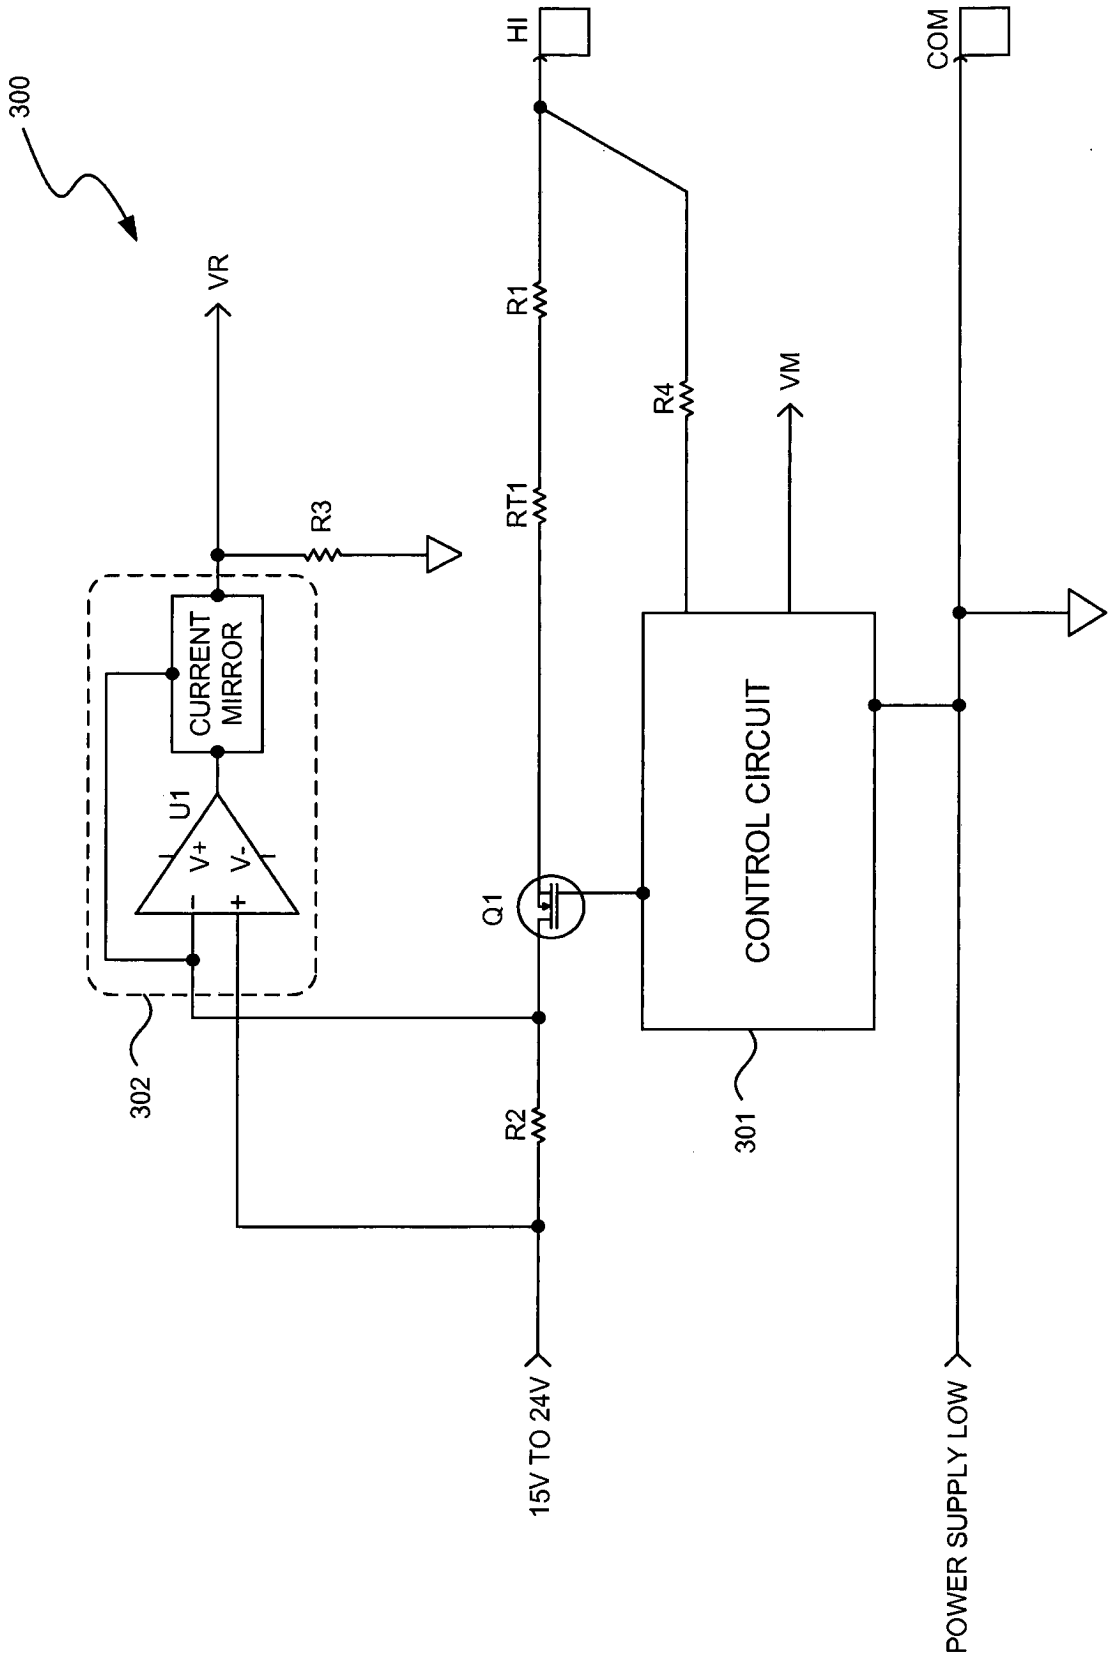 300
VR
HI
COM
R1
R4
VM
RT1
R3
CURRENT
MIRROR
U1
V+
V-
-
+
Q1
CONTROL CIRCUIT
302
301
R2
15V TO 24V
POWER SUPPLY LOW